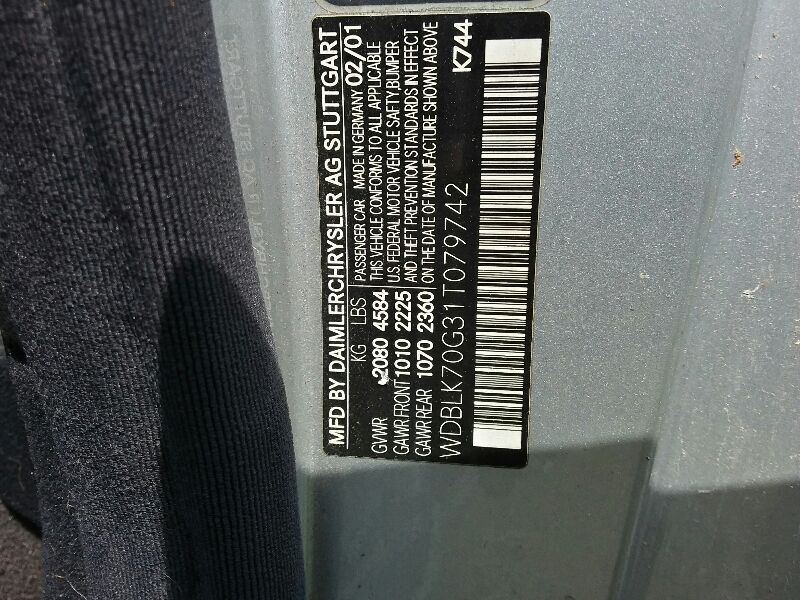 MFD BY DAIMLERCHRYSLER AG STUTTGART
KG LBS PASSENGER CAR MADE IN GERMANY 02/01
GVWR 2080 4584 THIS VEHICLE CONFORMS TO ALL APPLICABLE
GAWR FRONT 1010 2225 U.S. FEDERAL MOTOR VEHICLE SAFTY,BUMPER
GAWR REAR 1070 2360 AND THEFT PREVENTION STANDARDS IN EFFECT
ON THE DATE OF MANUFACTURE SHOWN ABOVE
WDBLK70G31T079742 K744